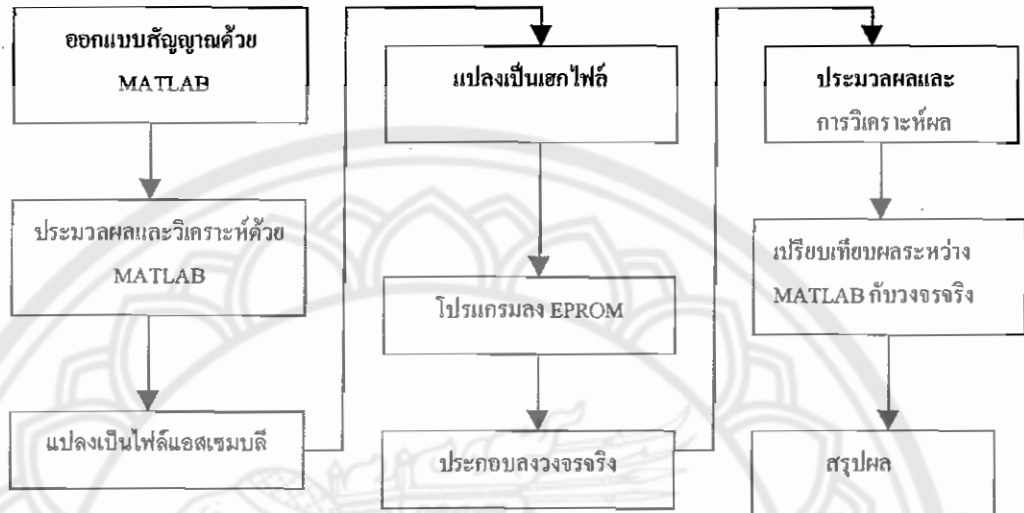 ออกแบบสัญญาณด้วย
MATLAB
ประมวลผลและวิเคราะห์ด้วย
MATLAB
แปลงเป็นไฟล์แอสเซมบลี
แปลงเป็นเฮกไฟล์
โปรแกรมลง EPROM
ประกอบลงวงจรจริง
ประมวลผลและ
การวิเคราะห์ผล
เปรียบเทียบผลระหว่าง
MATLAB กับวงจรจริง
สรุปผล